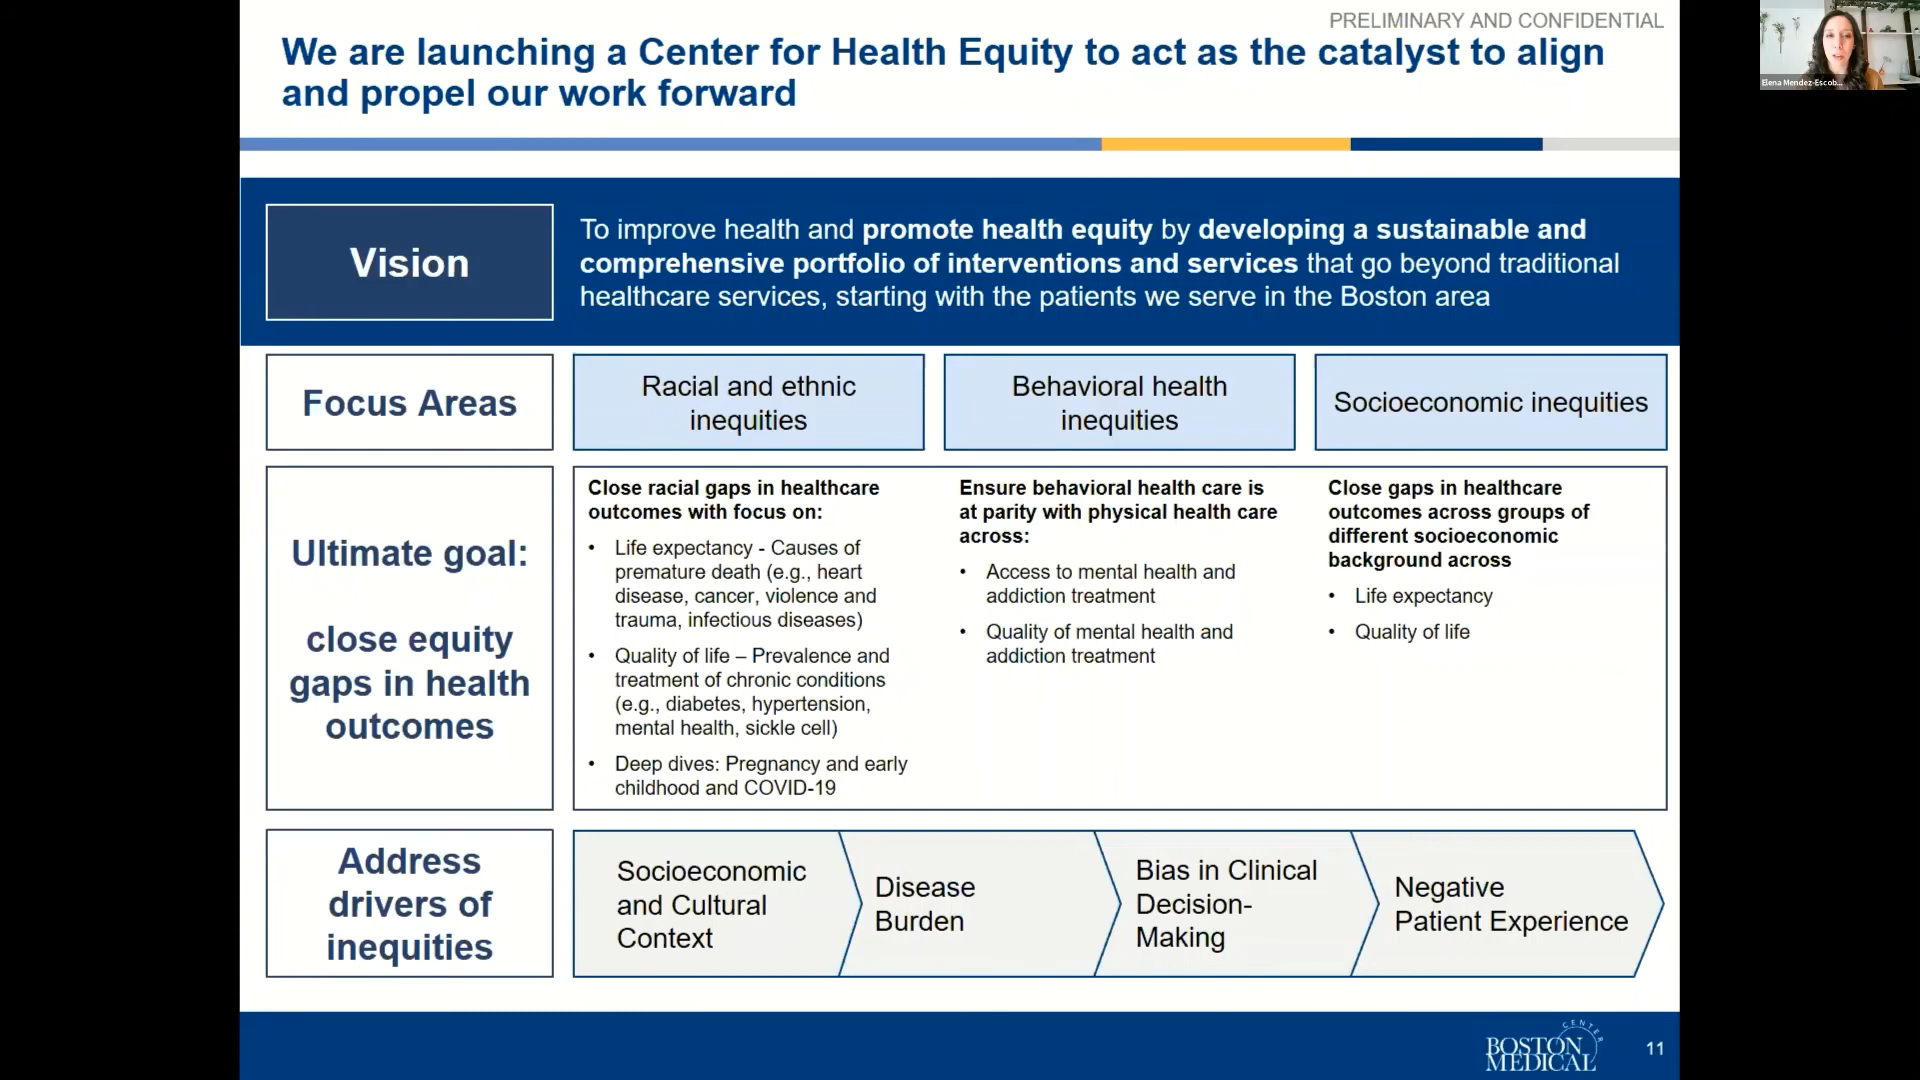 PRELIMINARY AND CONFIDENTIAL
We are launching a Center for Health Equity to act as the catalyst to align
and propel our work forward
Elena Mendez-Escob...
Vision
To improve health and promote health equity by developing a sustainable and
comprehensive portfolio of interventions and services that go beyond traditional
healthcare services, starting with the patients we serve in the Boston area
Focus Areas
Racial and ethnic
inequities
Behavioral health
inequities
Socioeconomic inequities
Ultimate goal:
close equity
gaps in health
outcomes
Close racial gaps in healthcare
outcomes with focus on:
• Life expectancy - Causes of
premature death (e.g., heart
disease, cancer, violence and
trauma, infectious diseases)
• Quality of life – Prevalence and
treatment of chronic conditions
(e.g., diabetes, hypertension,
mental health, sickle cell)
• Deep dives: Pregnancy and early
childhood and COVID-19
Ensure behavioral health care is
at parity with physical health care
across:
• Access to mental health and
addiction treatment
• Quality of mental health and
addiction treatment
Close gaps in healthcare
outcomes across groups of
different socioeconomic
background across
• Life expectancy
• Quality of life
Address
drivers of
inequities
Socioeconomic
and Cultural
Context
Disease
Burden
Bias in Clinical
Decision-
Making
Negative
Patient Experience
BOSTON
MEDICAL
CENTER
11